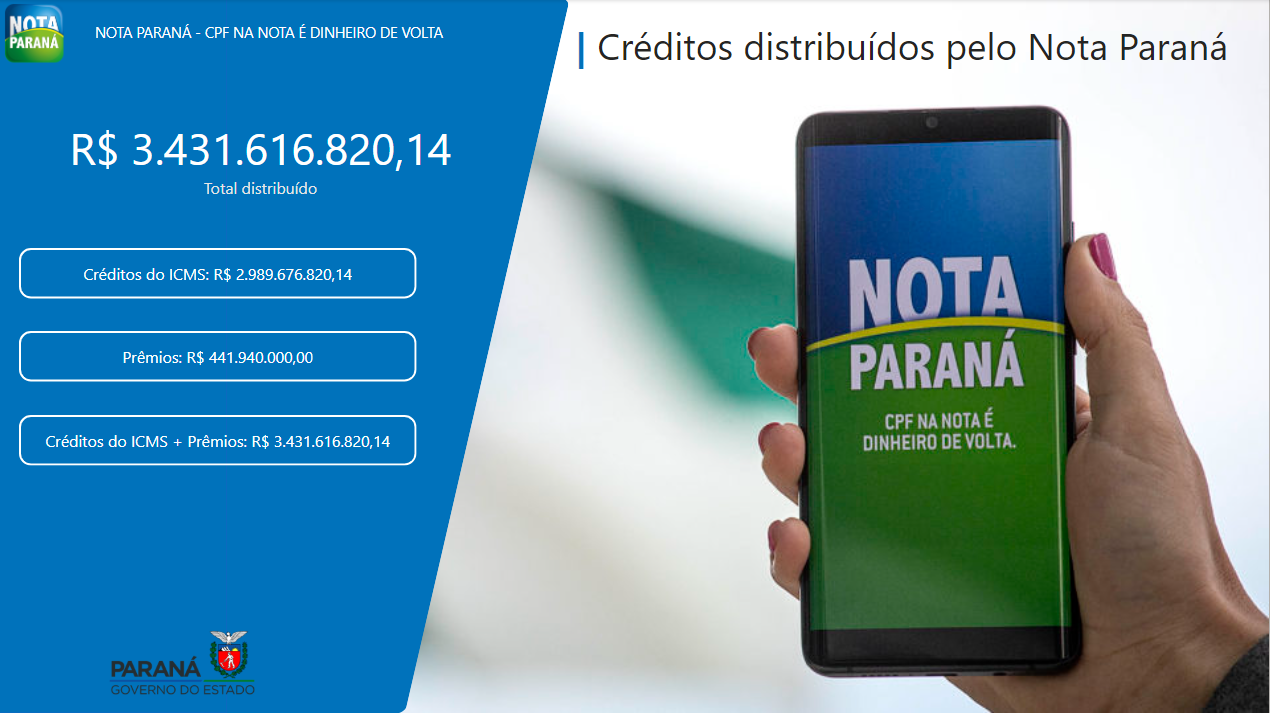 NOTA
PARANÁ
NOTA PARANÁ - CPF NA NOTA É DINHEIRO DE VOLTA
R$ 3.431.616.820,14
Total distribuído
Créditos do ICMS: R$ 2.989.676.820,14
Prêmios: R$ 441.940.000,00
Créditos do ICMS + Prêmios: R$ 3.431.616.820,14
PARANÁ
GOVERNO DO ESTADO
Créditos distribuídos pelo Nota Paraná
NOTA
PARANÁ
CPF NA NOTA É
DINHEIRO DE VOLTA.